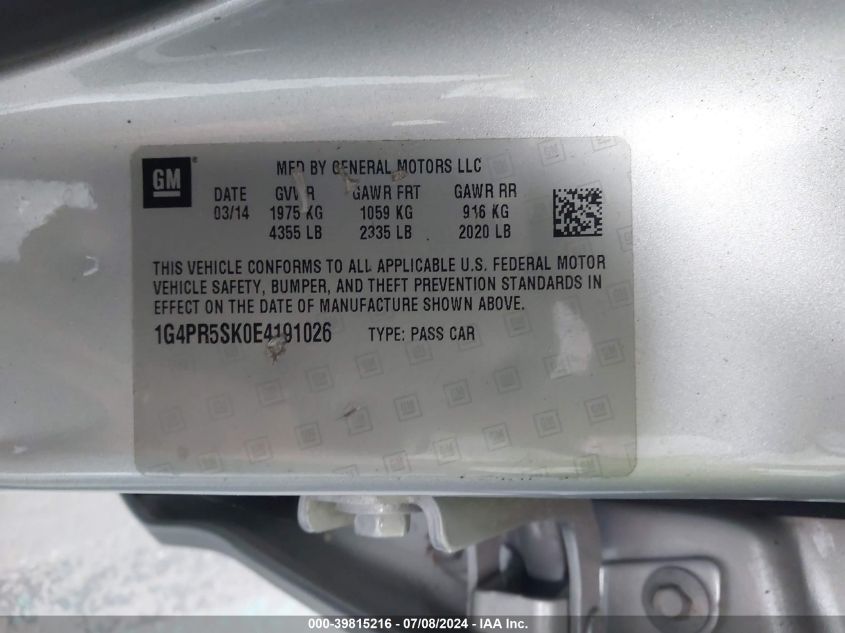 GM
MFD BY GENERAL MOTORS LLC
DATE GVWR GAWR FRT GAWR RR
03/14 1975 KG 1059 KG 916 KG
4355 LB 2335 LB 2020 LB
THIS VEHICLE CONFORMS TO ALL APPLICABLE U.S. FEDERAL MOTOR
VEHICLE SAFETY, BUMPER, AND THEFT PREVENTION STANDARDS IN
EFFECT ON THE DATE OF MANUFACTURE SHOWN ABOVE.
1G4PR5SK0E4191026 TYPE: PASS CAR
000-39815216 - 07/08/2024 - IAA Inc.